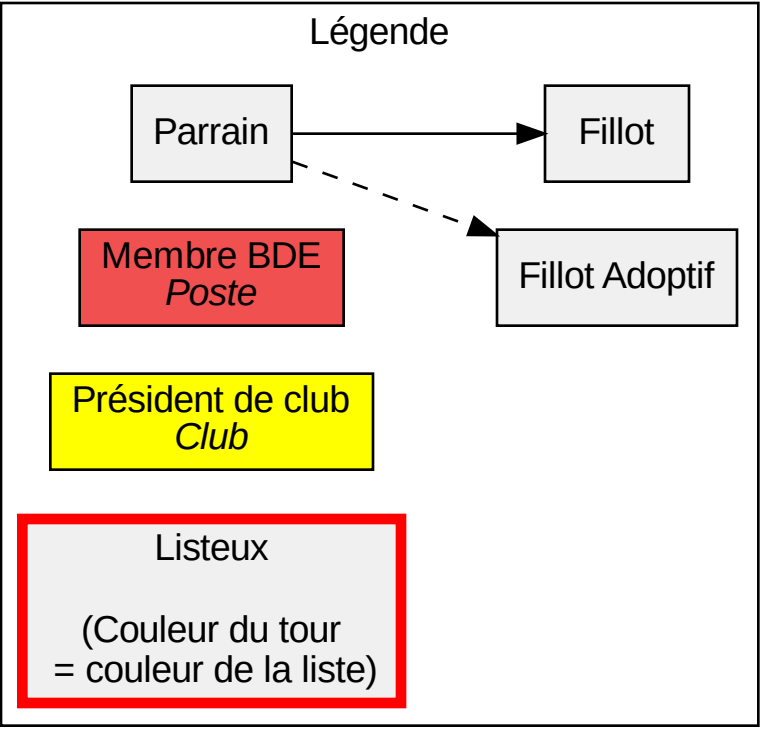 Légende
Parrain
Fillot
Membre BDE
Poste
Fillot Adoptif
Président de club
Club
Listeux
(Couleur du tour
= couleur de la liste)